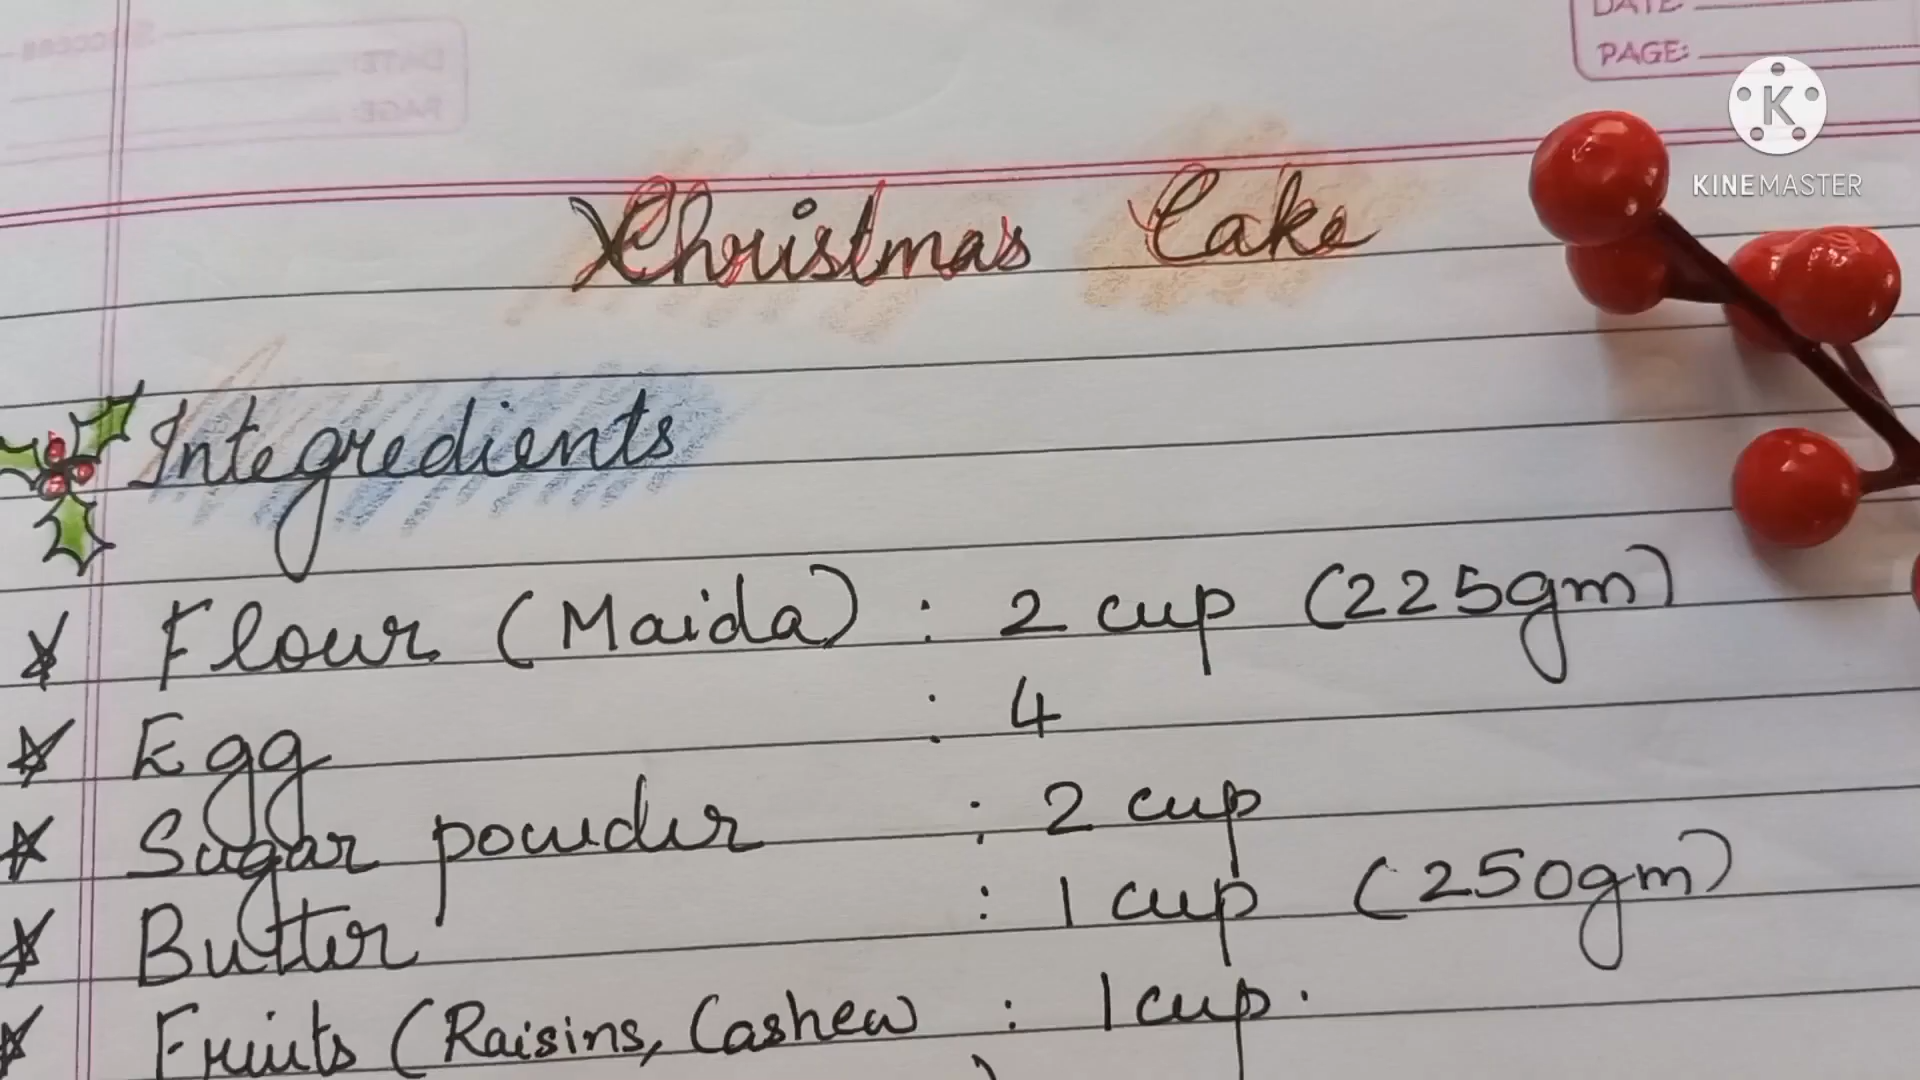 DATE:
PAGE:
KINEMASTER
Christmas Cake
Integredients
Flour (Maida) : 2 cup (225gm)
Egg : 4
Sugar powder : 2 cup
Butter : 1 cup (250gm)
Fruits (Raisins, Cashew : 1 cup.